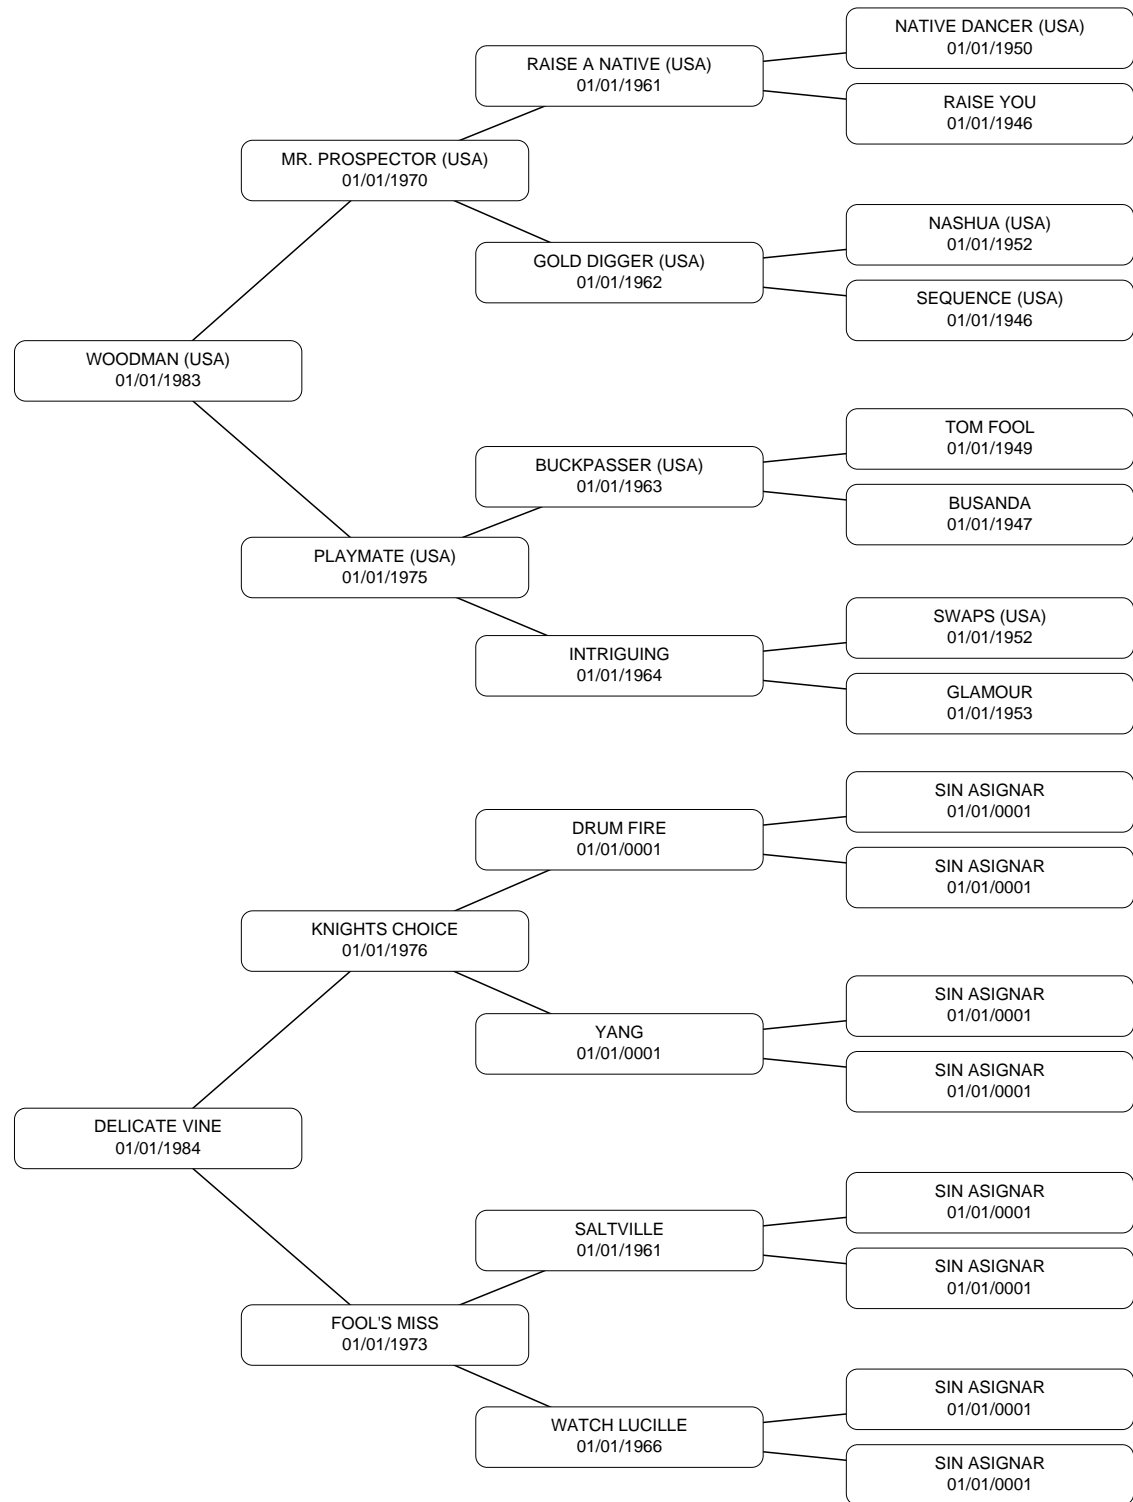 NATIVE DANCER (USA)
01/01/1950
RAISE A NATIVE (USA)
01/01/1961
RAISE YOU
01/01/1946
MR. PROSPECTOR (USA)
01/01/1970
NASHUA (USA)
01/01/1952
GOLD DIGGER (USA)
01/01/1962
SEQUENCE (USA)
01/01/1946
WOODMAN (USA)
01/01/1983
TOM FOOL
01/01/1949
BUCKPASSER (USA)
01/01/1963
BUSANDA
01/01/1947
PLAYMATE (USA)
01/01/1975
SWAPS (USA)
01/01/1952
INTRIGUING
01/01/1964
GLAMOUR
01/01/1953
SIN ASIGNAR
01/01/0001
DRUM FIRE
01/01/0001
SIN ASIGNAR
01/01/0001
KNIGHTS CHOICE
01/01/1976
SIN ASIGNAR
01/01/0001
YANG
01/01/0001
SIN ASIGNAR
01/01/0001
DELICATE VINE
01/01/1984
SIN ASIGNAR
01/01/0001
SALTVILLE
01/01/1961
SIN ASIGNAR
01/01/0001
FOOL'S MISS
01/01/1973
SIN ASIGNAR
01/01/0001
WATCH LUCILLE
01/01/1966
SIN ASIGNAR
01/01/0001